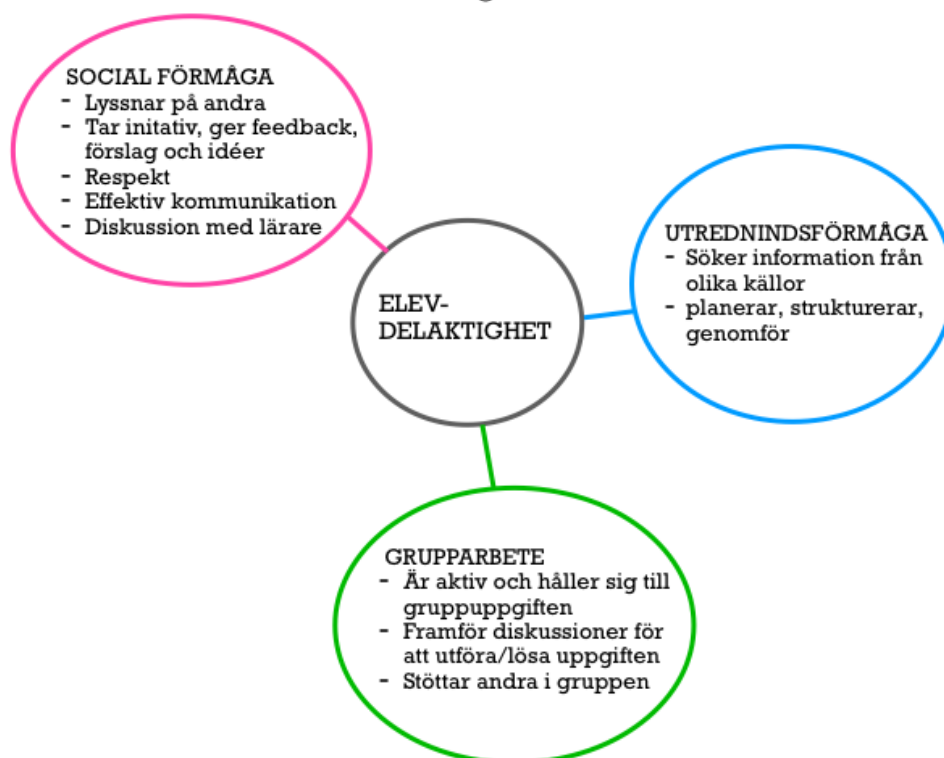 SOCIAL FÖRMÅGA
- Lyssnar på andra
- Tar initativ, ger feedback,
förslag och idéer
- Respekt
- Effektiv kommunikation
- Diskussion med lärare
UTREDNINDSFÖRMÅGA
- Söker information från
olika källor
- planerar, strukturerar,
genomför
ELEV-
DELAKTIGHET
GRUPPARBETE
- Är aktiv och håller sig till
gruppuppgiften
- Framför diskussioner för
att utföra/lösa uppgiften
- Stöttar andra i gruppen